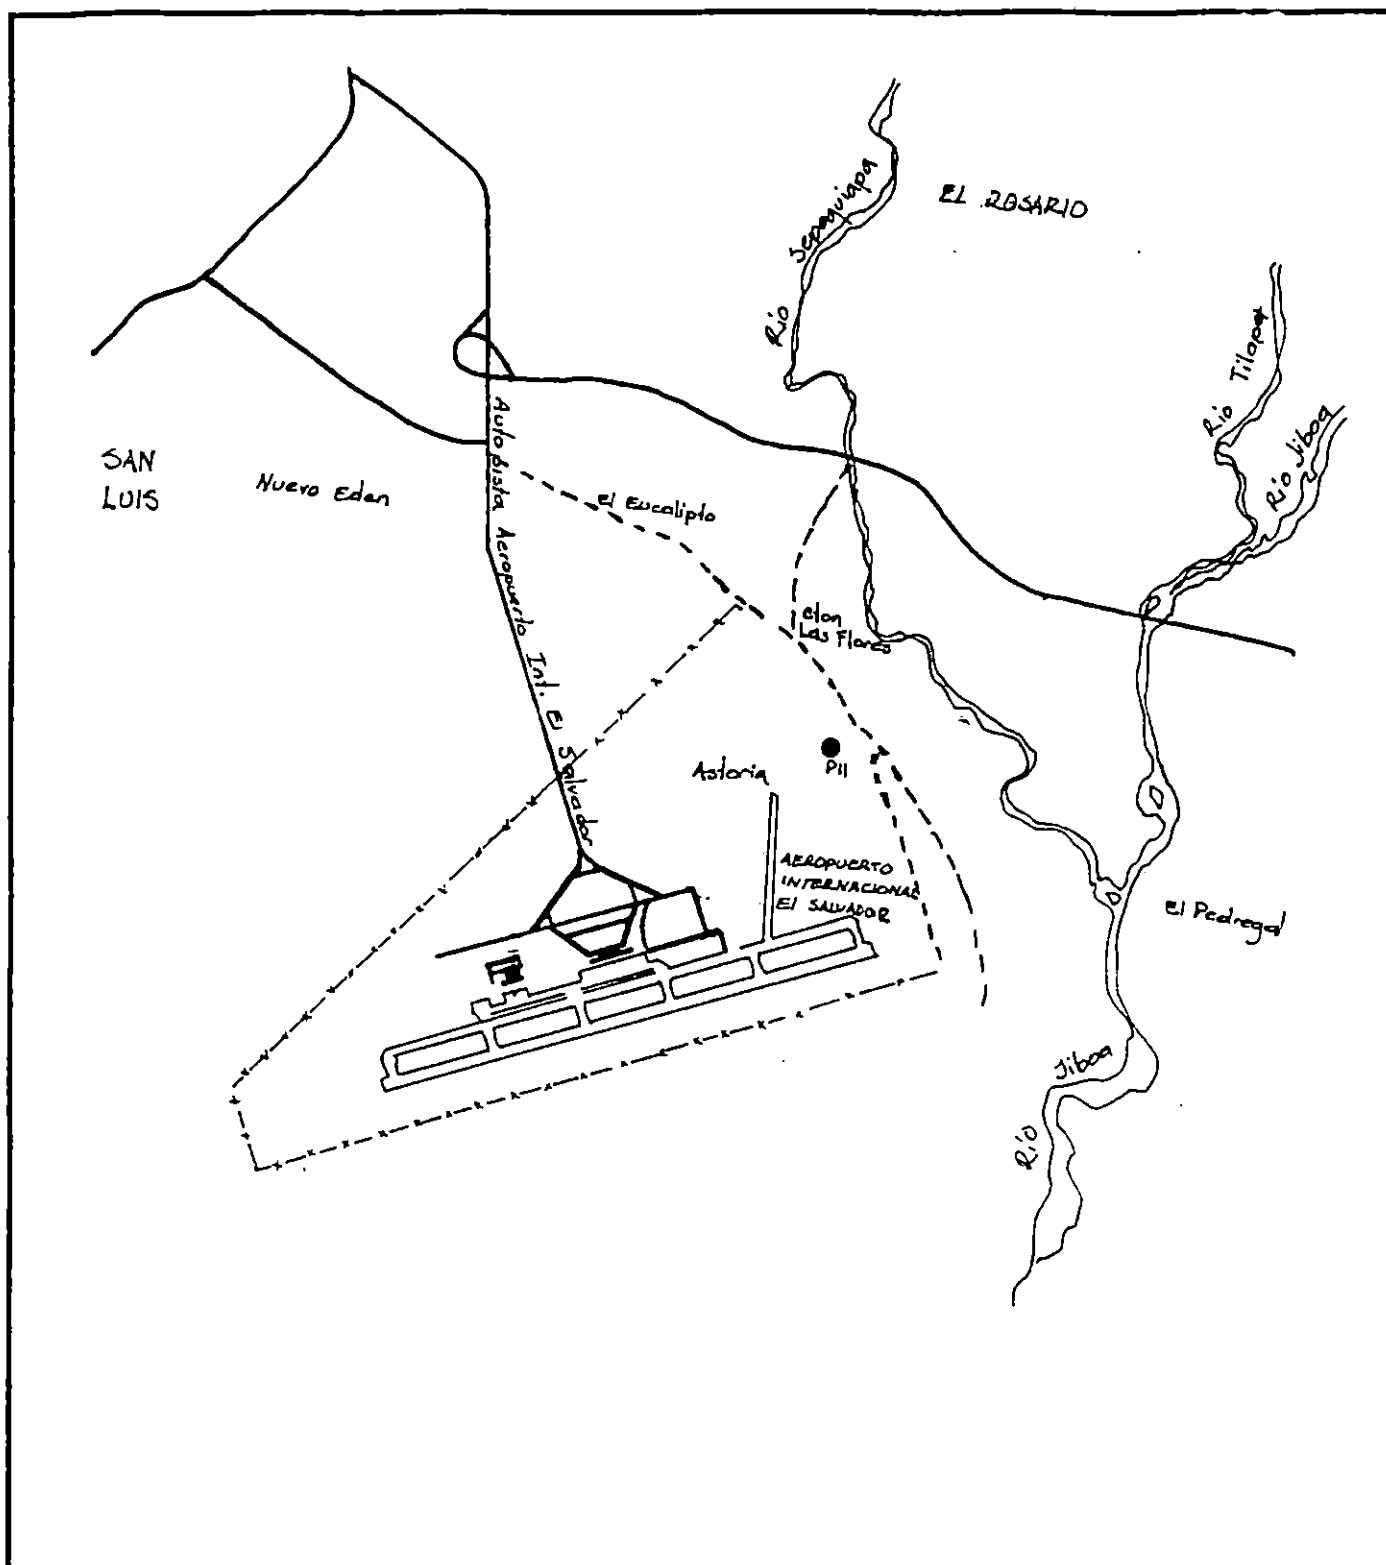 EL ROSARIO
Río Sepaquiapa
Río Tilapa
Río Jiboa
SAN
LUIS
Nuevo Eden
Autopista Aeropuerto Int. El Salvador
El Eucalipto
cton
Las Flores
P11
Astoria
AEROPUERTO
INTERNACIONAL
El SALVADOR
El Pedregal
Río Jiboa